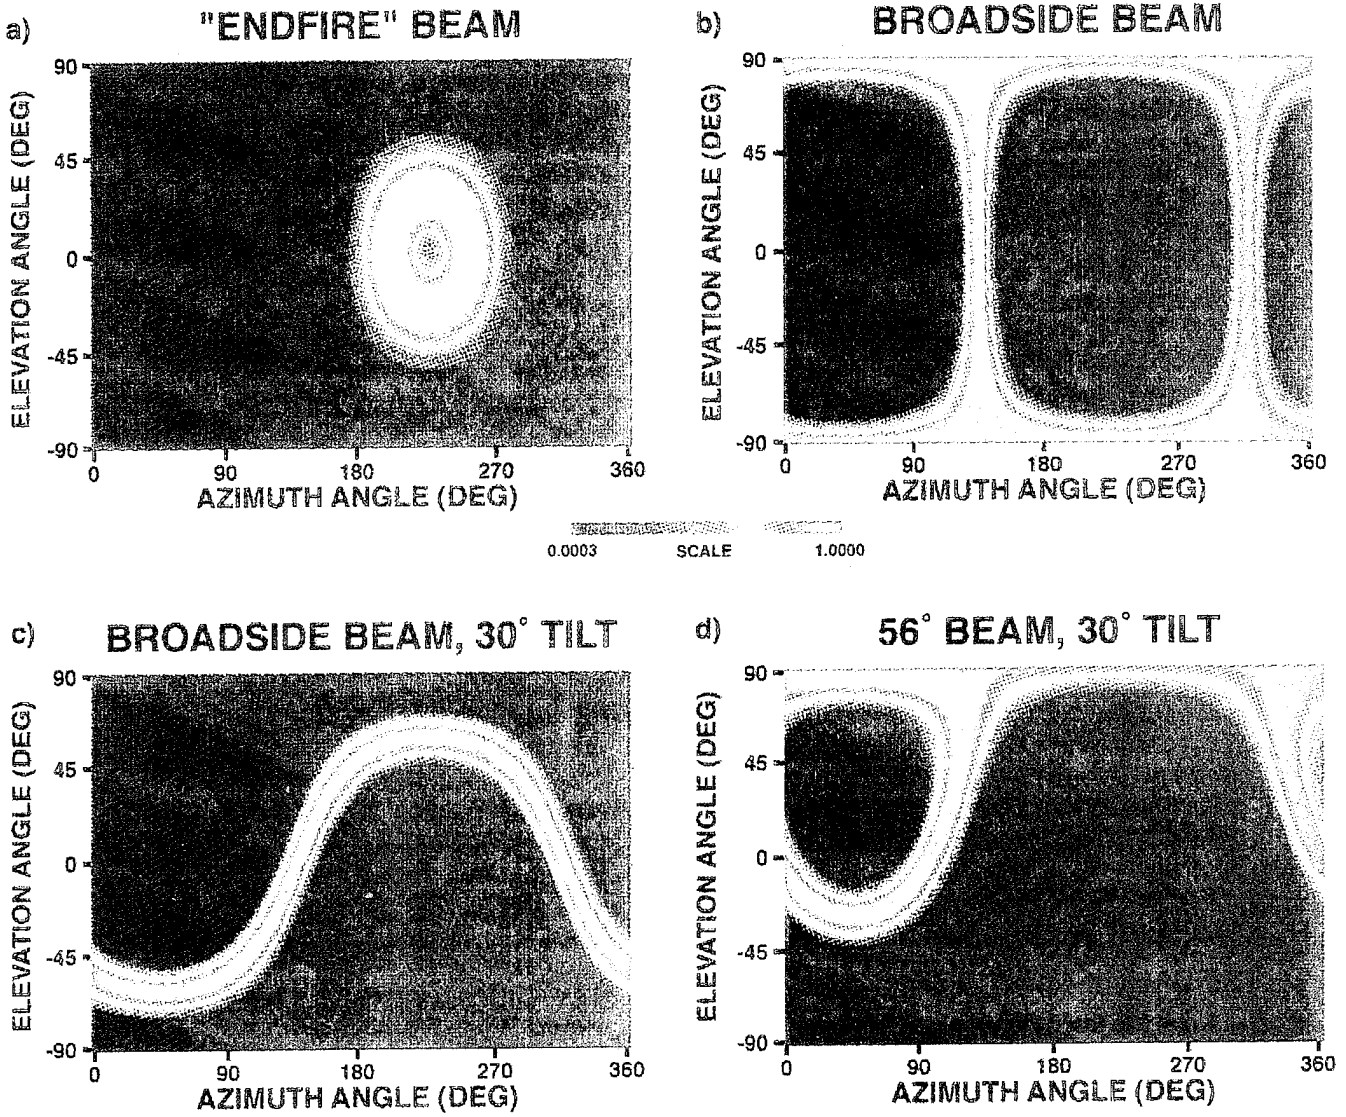 a) "ENDFIRE" BEAM
90
45
0
-45
-90
ELEVATION ANGLE (DEG)
0 90 180 270 360
AZIMUTH ANGLE (DEG)
b) BROADSIDE BEAM
90
45
0
-45
-90
ELEVATION ANGLE (DEG)
0 90 180 270 360
AZIMUTH ANGLE (DEG)
0.0003 SCALE 1.0000
c) BROADSIDE BEAM, 30° TILT
90
45
0
-45
-90
ELEVATION ANGLE (DEG)
0 90 180 270 360
AZIMUTH ANGLE (DEG)
d) 56° BEAM, 30° TILT
90
45
0
-45
-90
ELEVATION ANGLE (DEG)
0 90 180 270 360
AZIMUTH ANGLE (DEG)